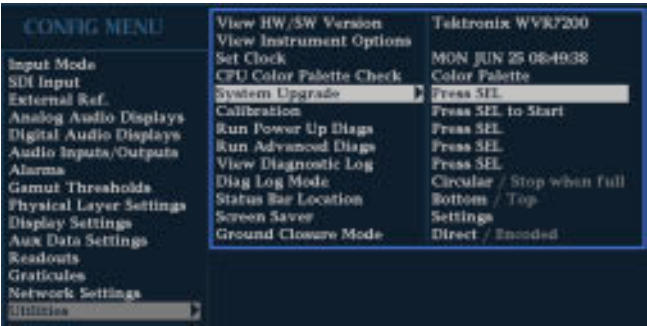 CONFIG MENU
Input Mode
SDI Input
External Ref.
Analog Audio Displays
Digital Audio Displays
Audio Inputs/Outputs
Alarms
Gamut Thresholds
Physical Layer Settings
Display Settings
Aux Data Settings
Readouts
Graticules
Network Settings
Utilities
View HW/SW Version Tektronix WVR7200
View Instrument Options
Set Clock MON JUN 25 08:49:38
CPU Color Palette Check Color Palette
System Upgrade Press SEL
Calibration Press SEL to Start
Run Power Up Diags Press SEL
Run Advanced Diags Press SEL
View Diagnostic Log Press SEL
Diag Log Mode Circular / Stop when full
Status Bar Location Bottom / Top
Screen Saver Settings
Ground Closure Mode Direct / Encoded